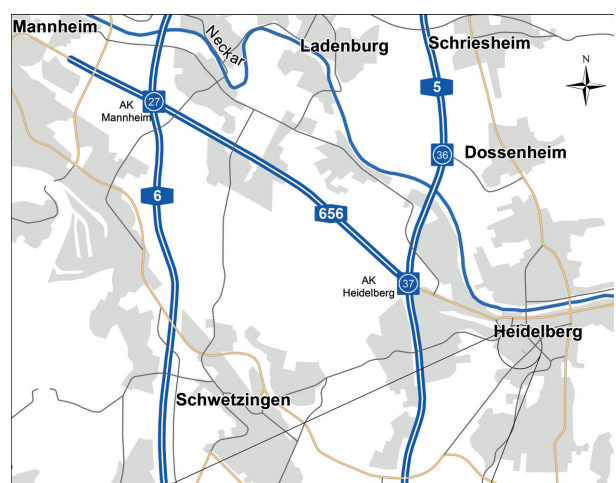 Mannheim
Neckar
Ladenburg
Schriesheim
N
5
AK
Mannheim
27
36
Dossenheim
6
656
AK
Heidelberg
37
Heidelberg
Schwetzingen